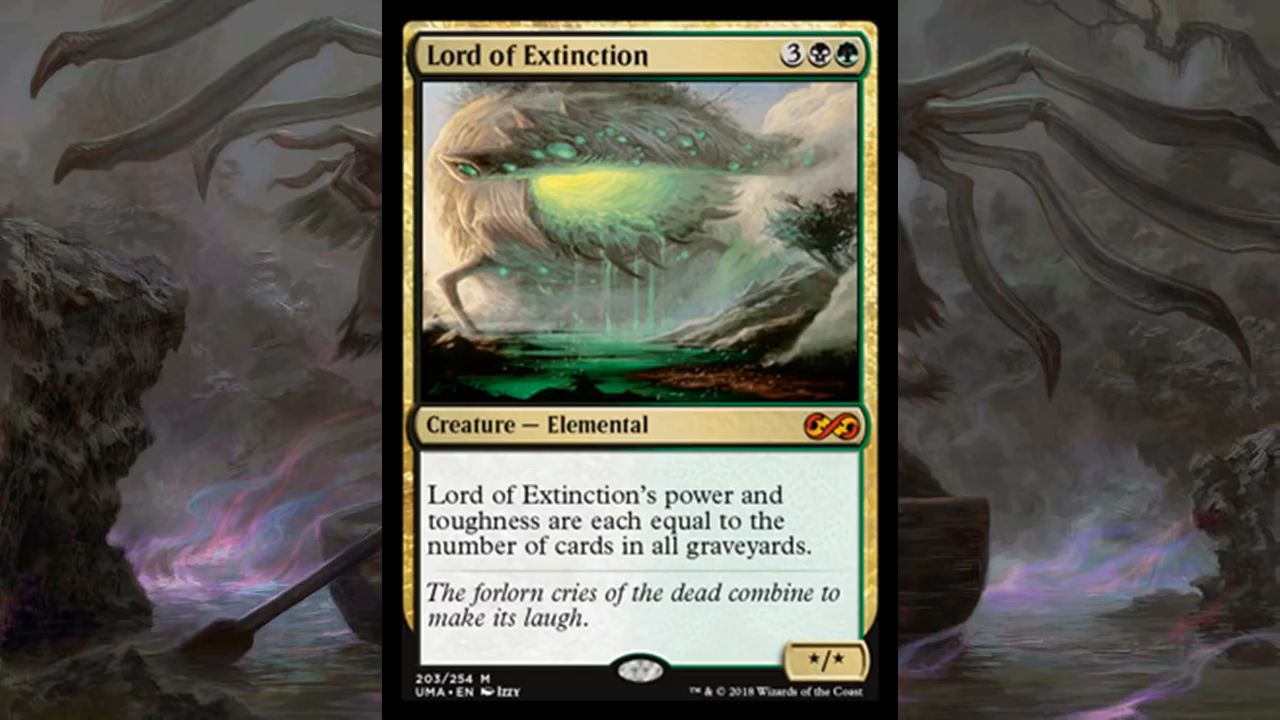 Lord of Extinction 3
Creature — Elemental
Lord of Extinction's power and
toughness are each equal to the
number of cards in all graveyards.
The forlorn cries of the dead combine to
make its laugh.
*/*
203/254 M
UMA • EN Izzy
™ & © 2018 Wizards of the Coast